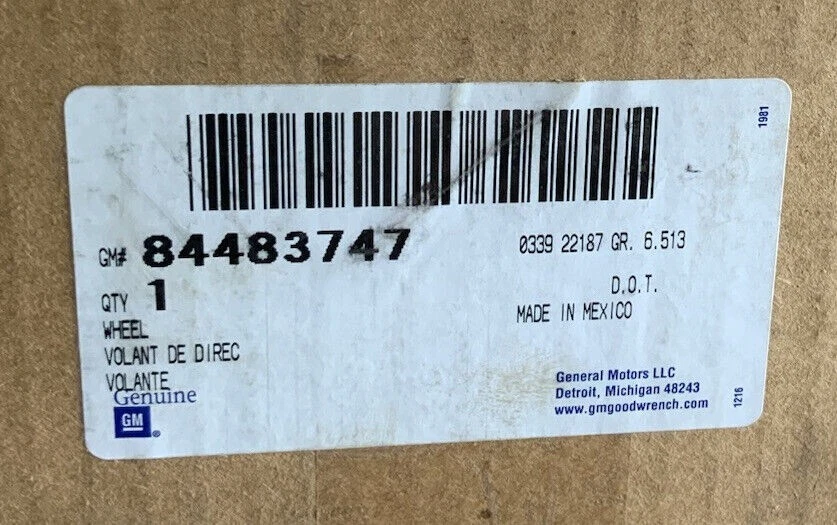 1981
GM# 84483747
0339 22187 GR. 6.513
QTY 1
D.O.T.
WHEEL
MADE IN MEXICO
VOLANT DE DIREC
VOLANTE
Genuine
GM
®
General Motors LLC
Detroit, Michigan 48243
www.gmgoodwrench.com
1216